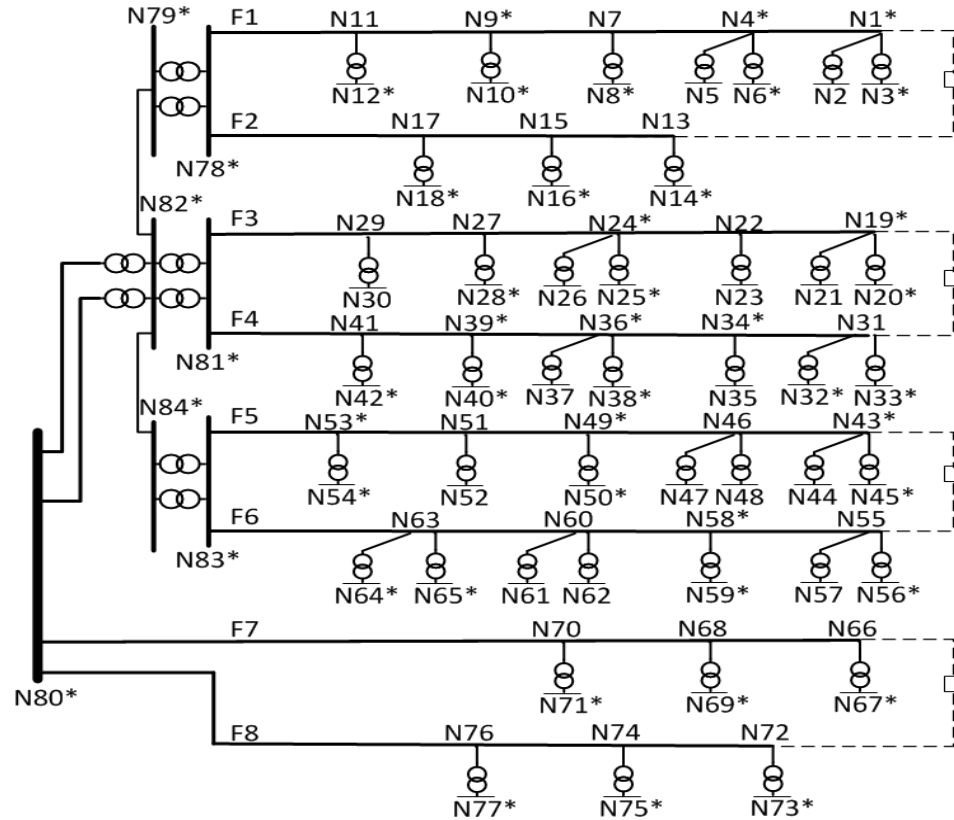 N79* F1 N11 N9* N7 N4* N1*
N12* N10* N8* N5 N6* N2 N3*
F2 N17 N15 N13
N78*
N18* N16* N14*
N82* F3 N29 N27 N24* N22 N19*
N30 N28* N26 N25* N23 N21 N20*
F4 N41 N39* N36* N34* N31
N81*
N42* N40* N37 N38* N35 N32* N33*
N84* F5 N53* N51 N49* N46 N43*
N54* N52 N50* N47 N48 N44 N45*
F6 N63 N60 N58* N55
N83*
N64* N65* N61 N62 N59* N57 N56*
F7 N70 N68 N66
N80*
N71* N69* N67*
F8 N76 N74 N72
N77* N75* N73*